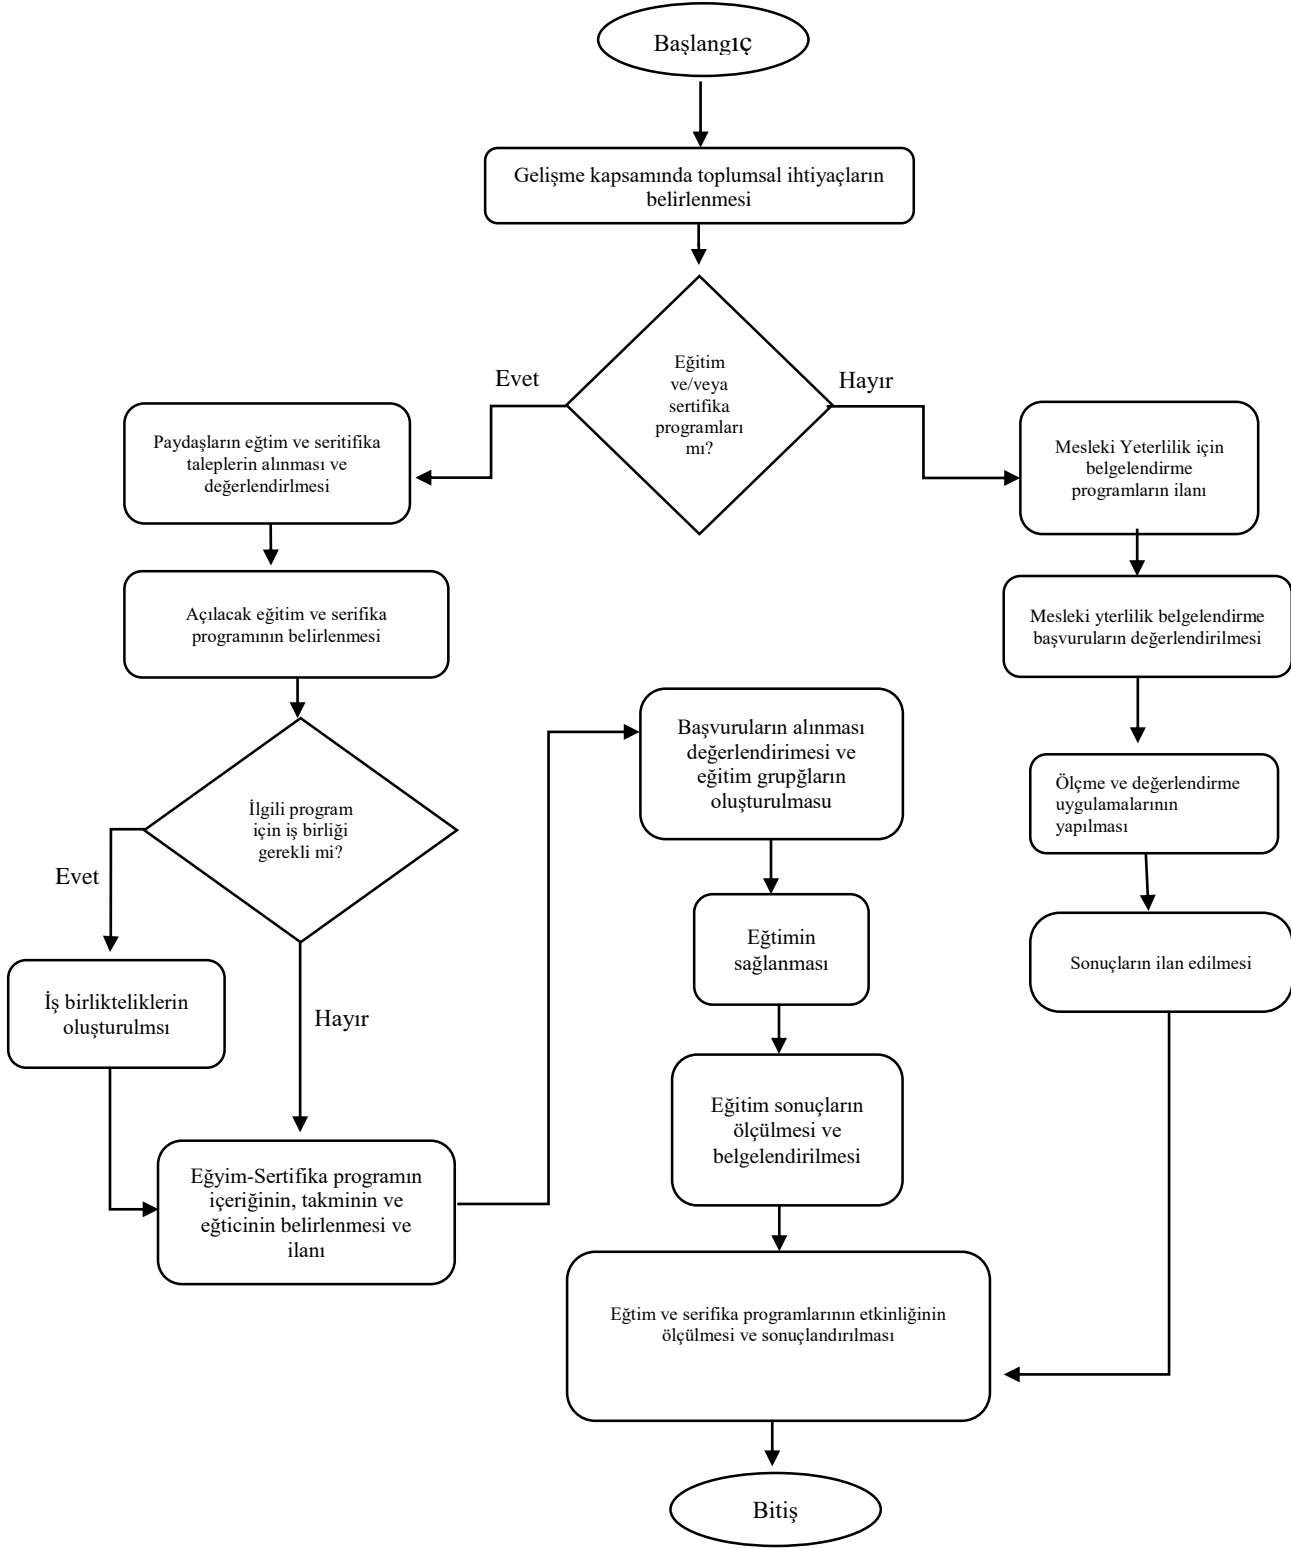 Başlangıç
Gelişme kapsamında toplumsal ihtiyaçların
belirlenmesi
Eğitim
ve/veya
sertifika
programları
mı?
Evet
Hayır
Paydaşların eğtim ve seritifika
taleplerin alınması ve
değerlendirlmesi
Mesleki Yeterlilik için
belgelendirme
programların ilanı
Açılacak eğitim ve serifika
programının belirlenmesi
Mesleki yterlilik belgelendirme
başvuruların değerlendirilmesi
İlgili program
için iş birliği
gerekli mi?
Evet
Hayır
Başvuruların alınması
değerlendirimesi ve
eğitim grupğların
oluşturulması
Ölçme ve değerlendirme
uygulamalarının
yapılması
Eğtimin
sağlanması
Sonuçların ilan edilmesi
İş birlikteliklerin
oluşturulmsı
Eğitim sonuçların
ölçülmesi ve
belgelendirilmesi
Eğyim-Sertifika programın
içeriğinin, takminin ve
eğticinin belirlenmesi ve
ilanı
Eğtim ve serifika programlarının etkinliğinin
ölçülmesi ve sonuçlandırılması
Bitiş